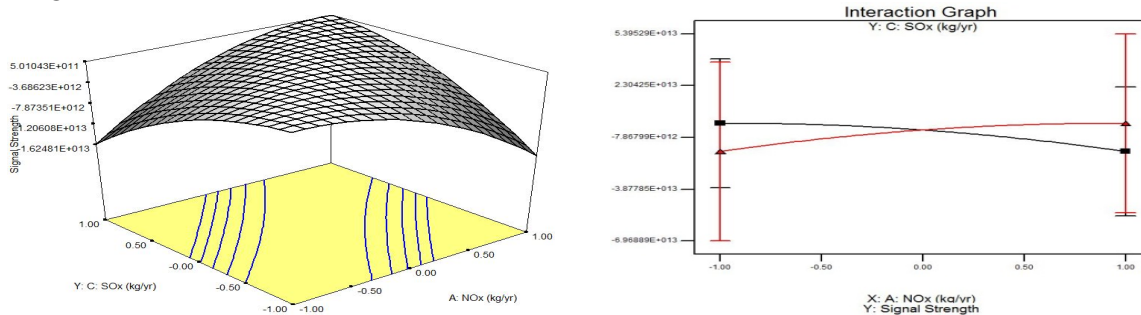 5.01043E+011
-3.68623E+012
-7.87351E+012
1.20608E+013
1.62481E+013
Signal Strength
1.00
0.50
-0.00
-0.50
-1.00
Y: C: SOx (kg/yr)
1.00
0.50
0.00
-0.50
-1.00
A: NOx (kg/yr)
Interaction Graph
Y: C: SOx (kg/yr)
5.39529E+013
2.30425E+013
-7.86799E+012
-3.87785E+013
-6.96889E+013
-1.00
-0.50
0.00
0.50
1.00
X: A: NOx (kg/yr)
Y: Signal Strength